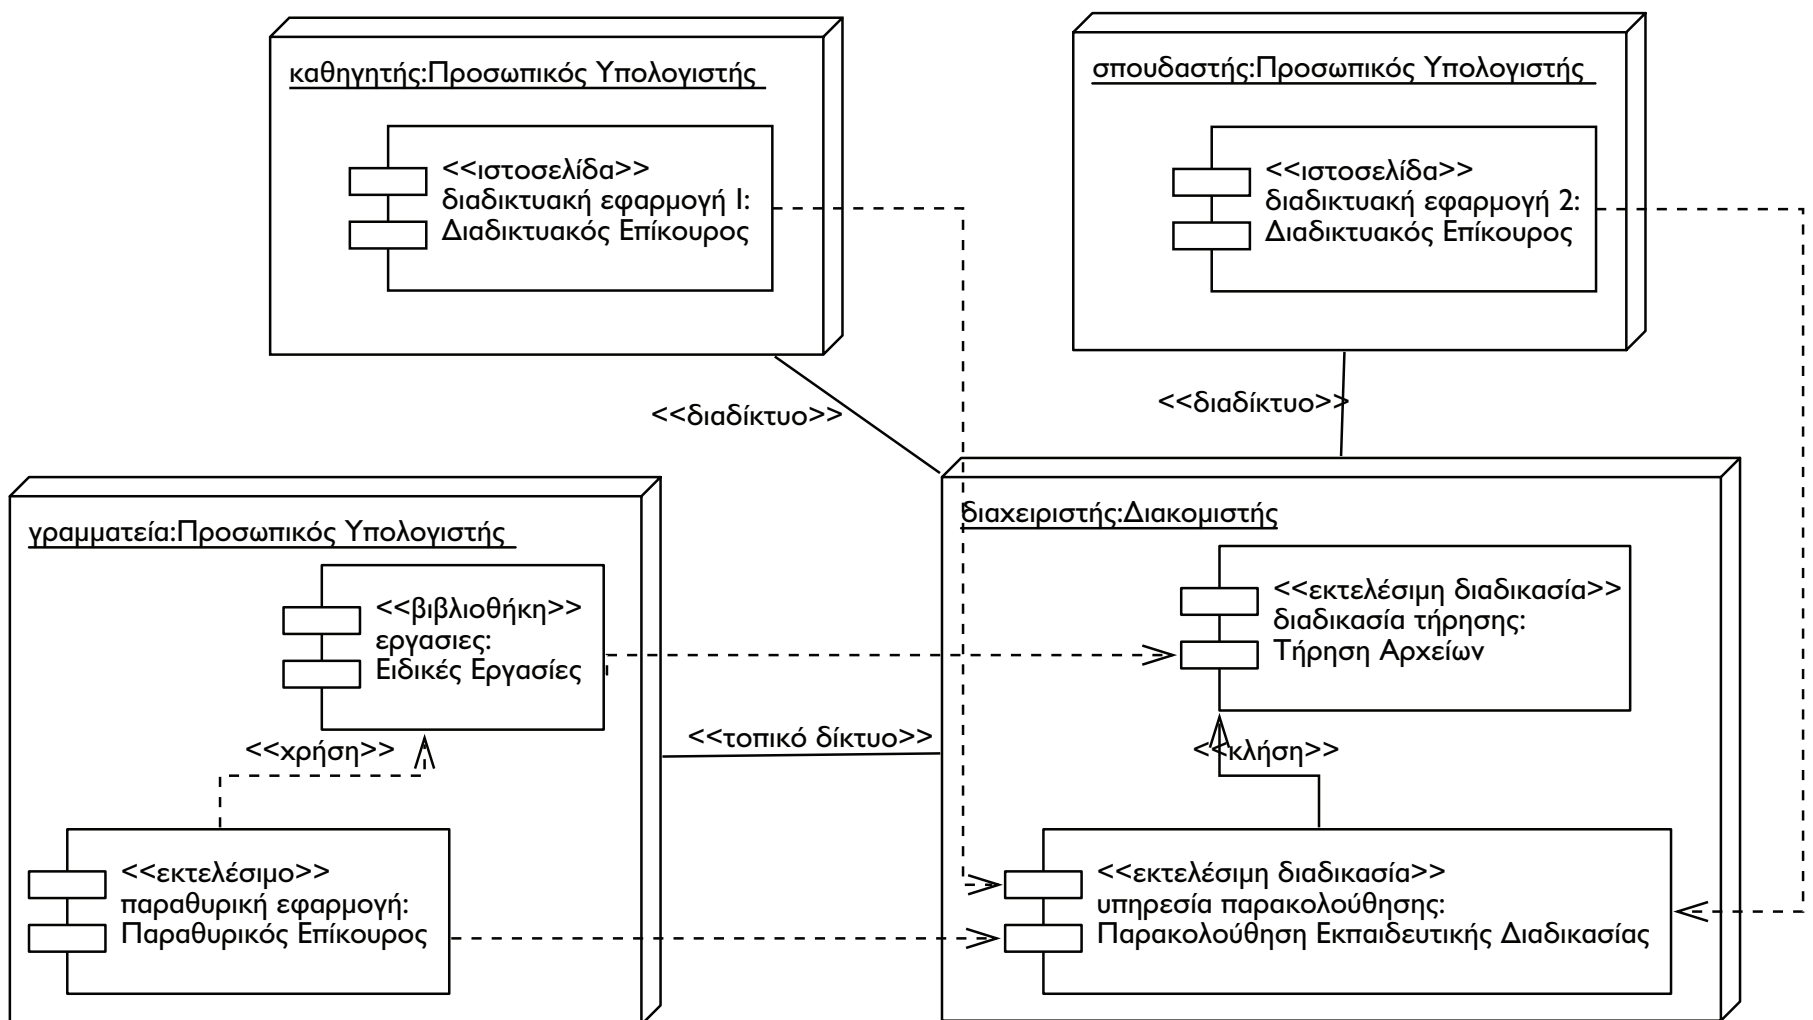 καθηγητής:Προσωπικός Υπολογιστής
<<ιστοσελίδα>>
διαδικτυακή εφαρμογή 1:
Διαδικτυακός Επίκουρος
σπουδαστής:Προσωπικός Υπολογιστής
<<ιστοσελίδα>>
διαδικτυακή εφαρμογή 2:
Διαδικτυακός Επίκουρος
<<διαδίκτυο>>
<<διαδίκτυο>>
γραμματεία:Προσωπικός Υπολογιστής
<<βιβλιοθήκη>>
εργασιες:
Ειδικές Εργασίες
<<χρήση>>
<<εκτελέσιμο>>
παραθυρική εφαρμογή:
Παραθυρικός Επίκουρος
<<τοπικό δίκτυο>>
διαχειριστής:Διακομιστής
<<εκτελέσιμη διαδικασία>>
διαδικασία τήρησης:
Τήρηση Αρχείων
<<κλήση>>
<<εκτελέσιμη διαδικασία>>
υπηρεσία παρακολούθησης:
Παρακολούθηση Εκπαιδευτικής Διαδικασίας